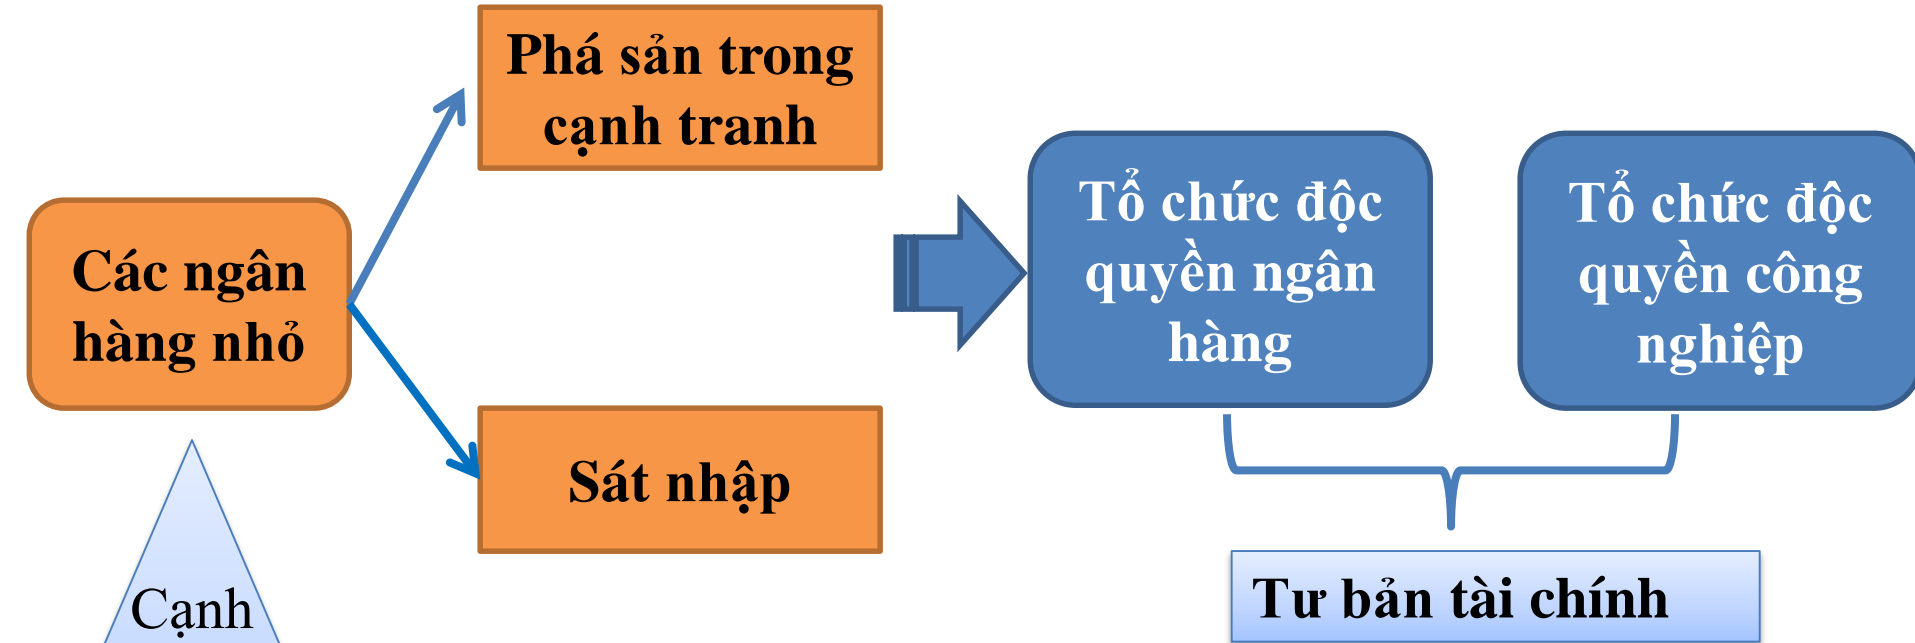 Phá sản trong
cạnh tranh
Các ngân
hàng nhỏ
Sát nhập
Tổ chức độc
quyền ngân
hàng
Tổ chức độc
quyền công
nghiệp
Cạnh
Tư bản tài chính